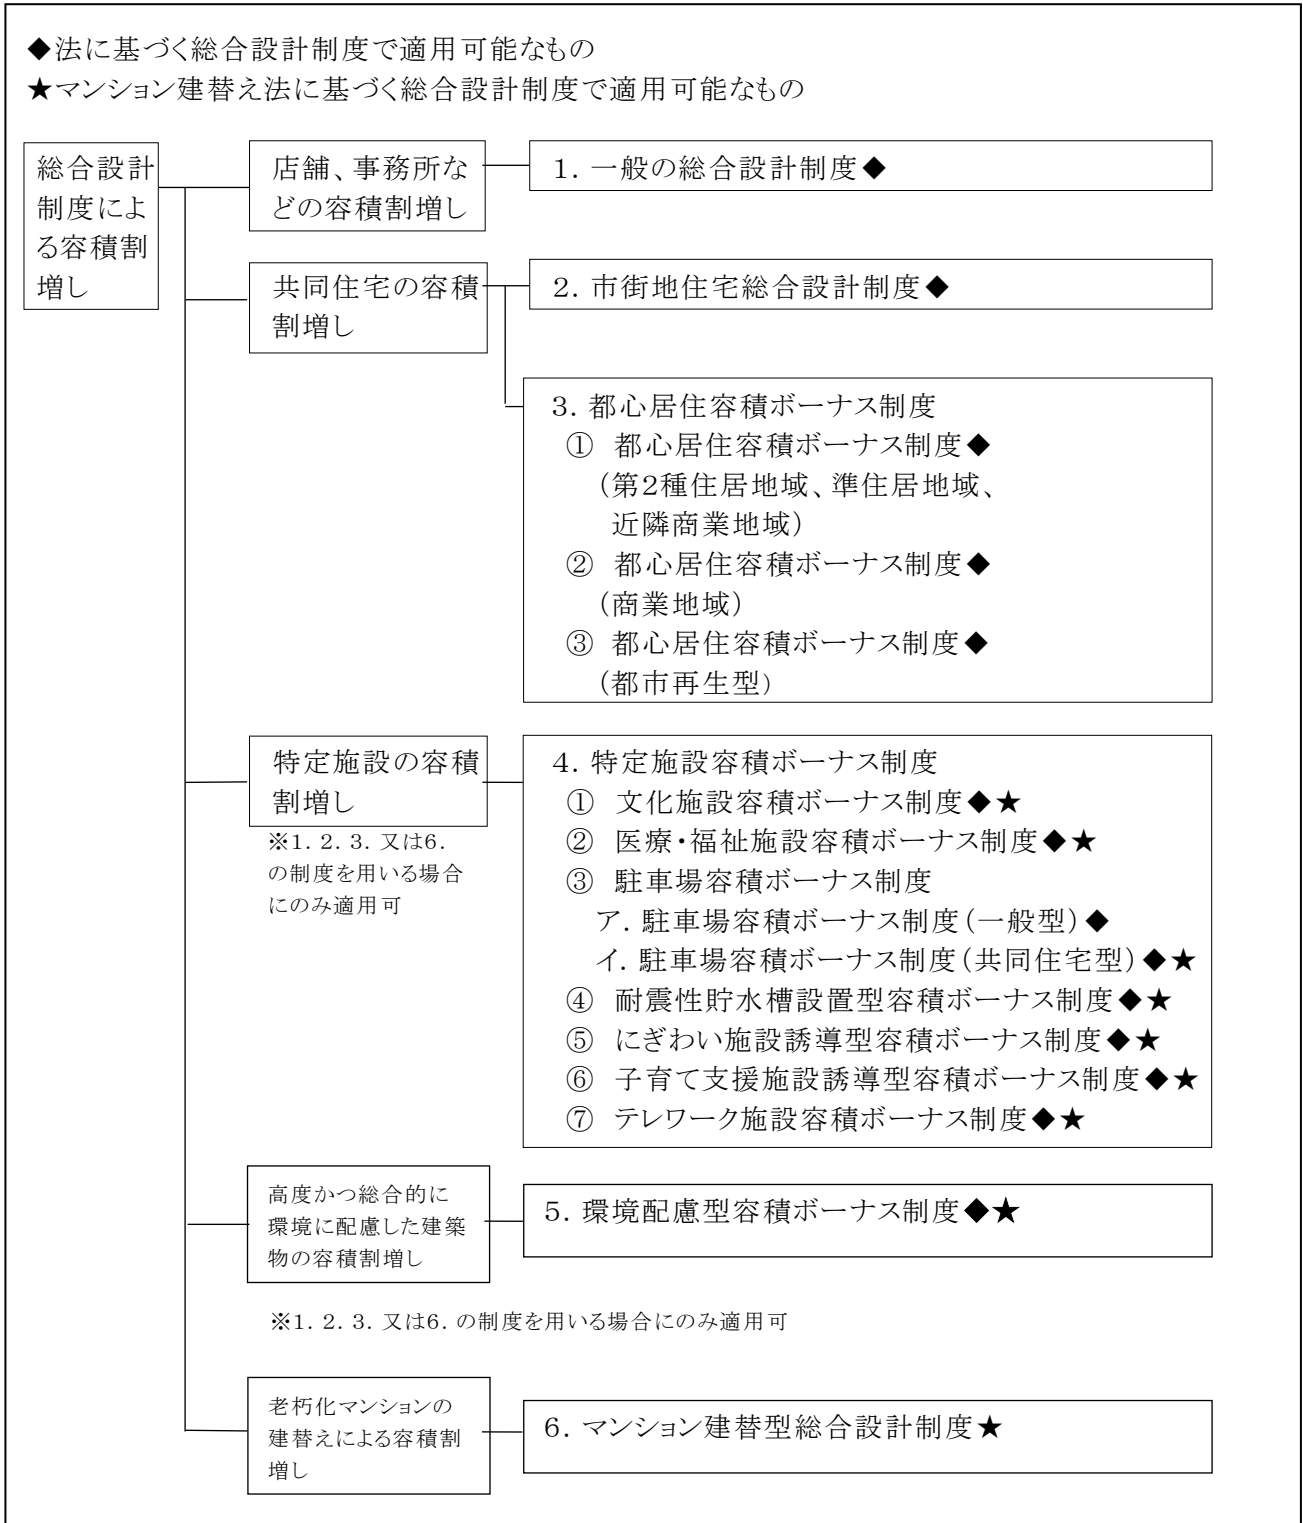 ◆法に基づく総合設計制度で適用可能なもの
★マンション建替え法に基づく総合設計制度で適用可能なもの
総合設計
制度によ
る容積割
増し
店舗、事務所な
どの容積割増し
1. 一般の総合設計制度◆
共同住宅の容積
割増し
2. 市街地住宅総合設計制度◆
3. 都心居住容積ボーナス制度
① 都心居住容積ボーナス制度◆
(第2種住居地域、準住居地域、
近隣商業地域)
② 都心居住容積ボーナス制度◆
(商業地域)
③ 都心居住容積ボーナス制度◆
(都市再生型)
特定施設の容積
割増し
※1. 2. 3. 又は6.
の制度を用いる場合
にのみ適用可
4. 特定施設容積ボーナス制度
① 文化施設容積ボーナス制度◆★
② 医療・福祉施設容積ボーナス制度◆★
③ 駐車場容積ボーナス制度
ア. 駐車場容積ボーナス制度(一般型)◆
イ. 駐車場容積ボーナス制度(共同住宅型)◆★
④ 耐震性貯水槽設置型容積ボーナス制度◆★
⑤ にぎわい施設誘導型容積ボーナス制度◆★
⑥ 子育て支援施設誘導型容積ボーナス制度◆★
⑦ テレワーク施設容積ボーナス制度◆★
高度かつ総合的に
環境に配慮した建築
物の容積割増し
5. 環境配慮型容積ボーナス制度◆★
※1. 2. 3. 又は6. の制度を用いる場合にのみ適用可
老朽化マンションの
建替えによる容積割
増し
6. マンション建替型総合設計制度★